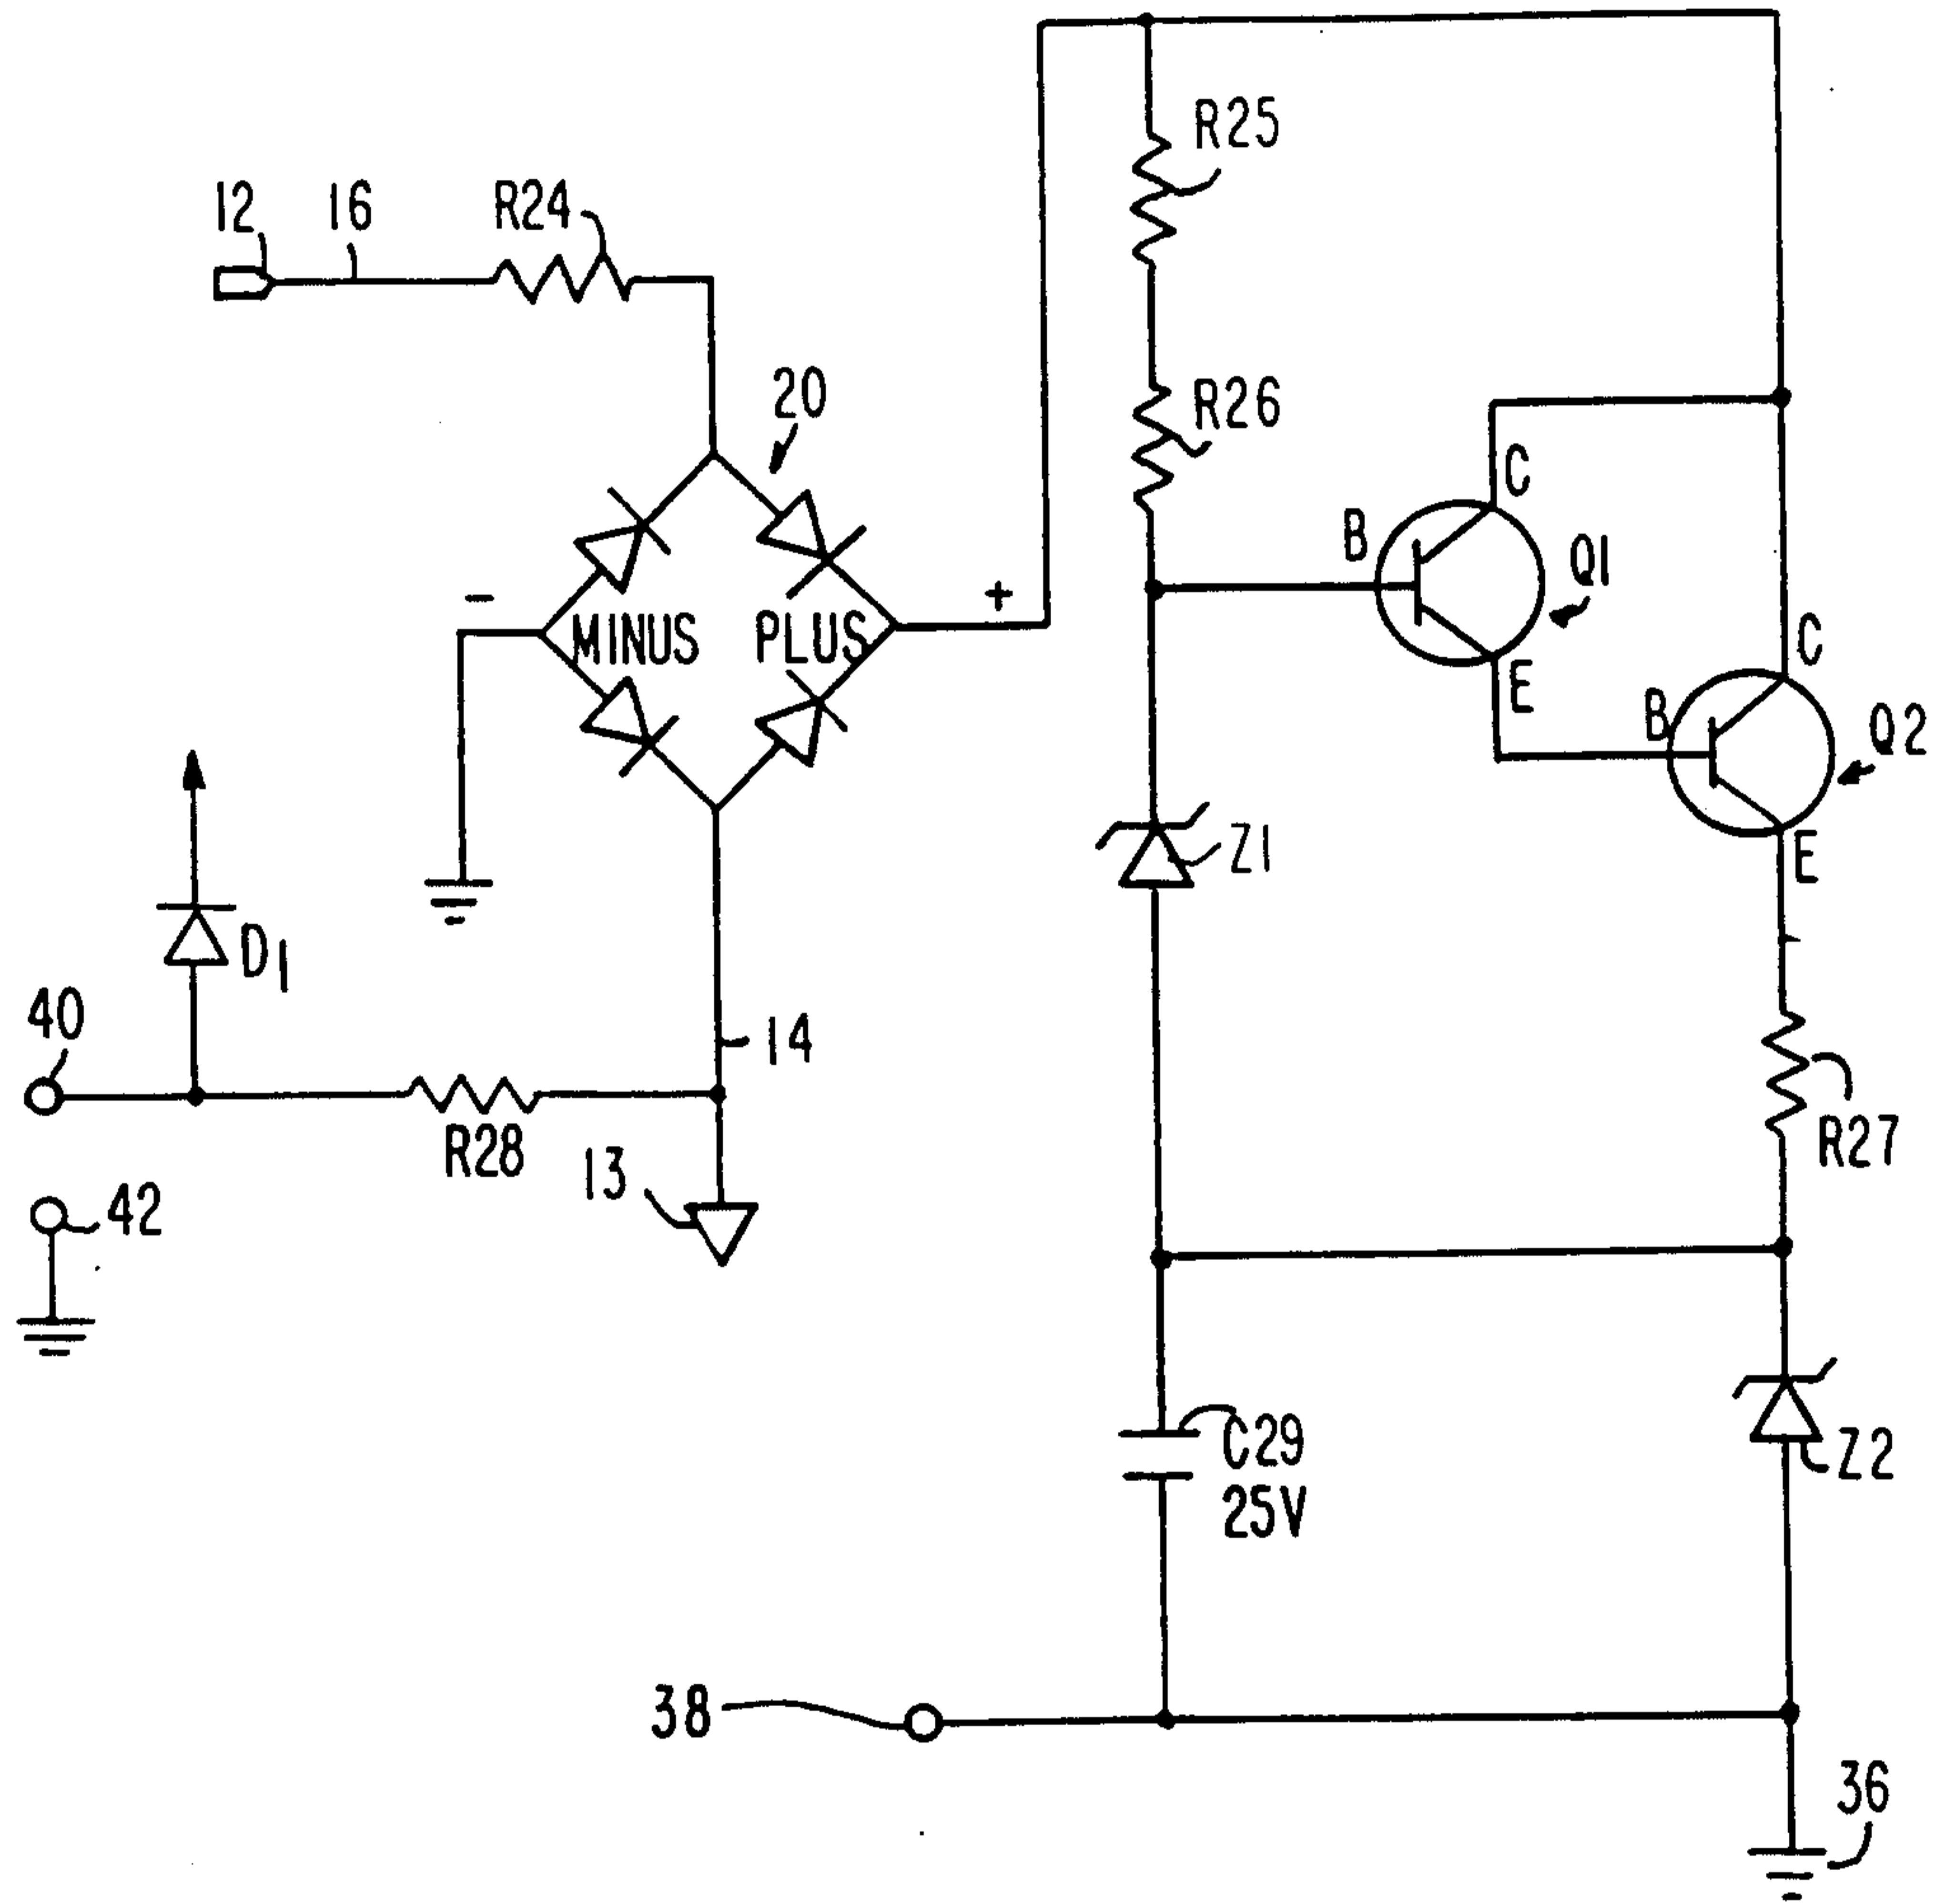 R25
12
16
R24
20
R26
C
B
Q1
+
-
MINUS
PLUS
E
C
B
Q2
Z1
E
D1
40
14
R28
R27
13
42
C29
25V
Z2
38
36